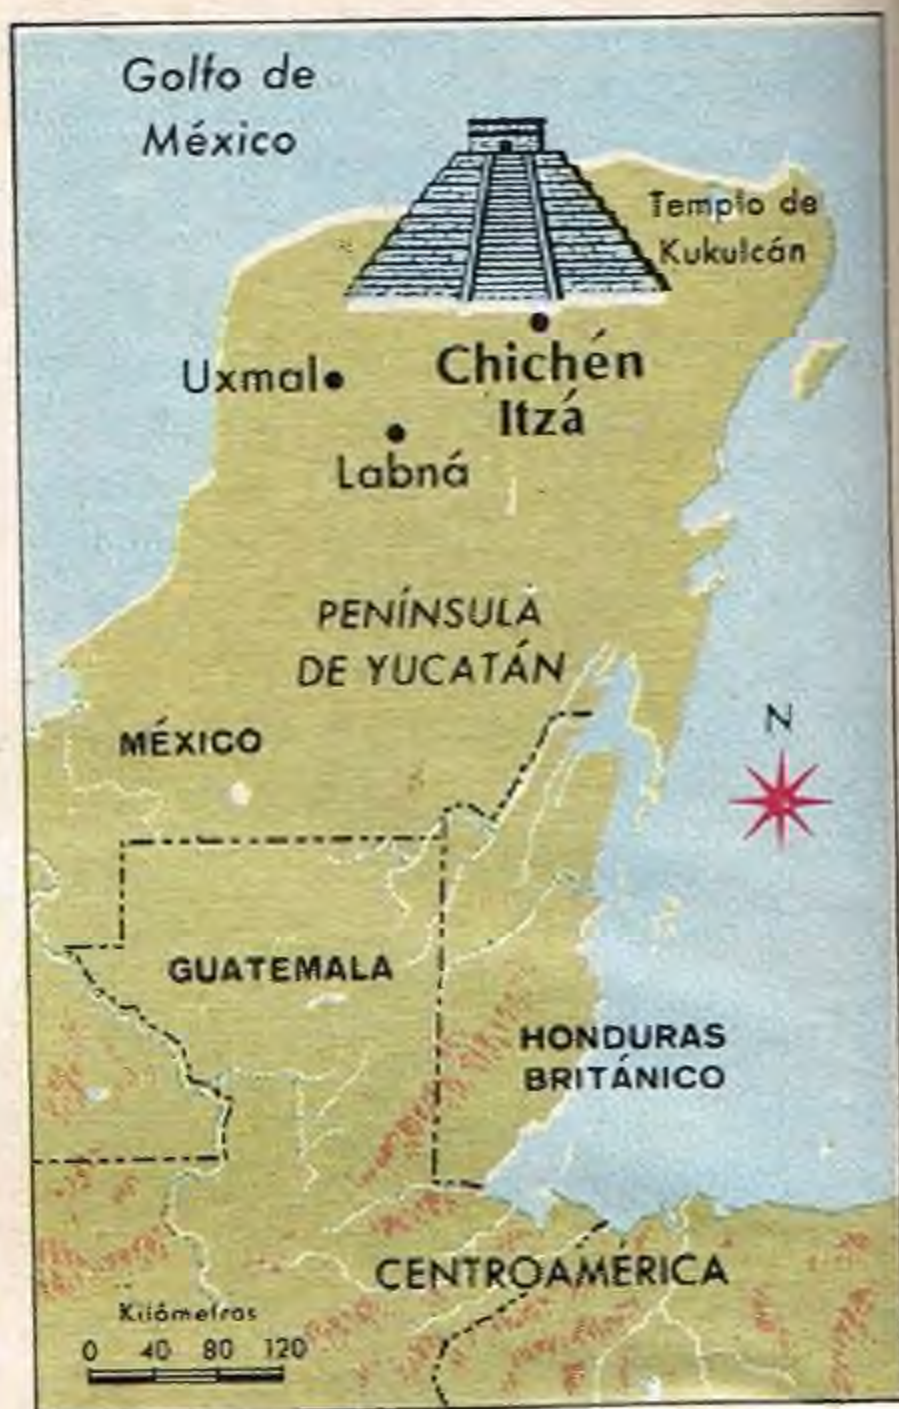 Golfo de
México
Templo de
Kukulcán
Uxmal
Chichén
Itzá
Labná
PENÍNSULA
DE YUCATÁN
MÉXICO
N
GUATEMALA
HONDURAS
BRITÁNICO
CENTROAMÉRICA
Kilómetros
0 40 80 120